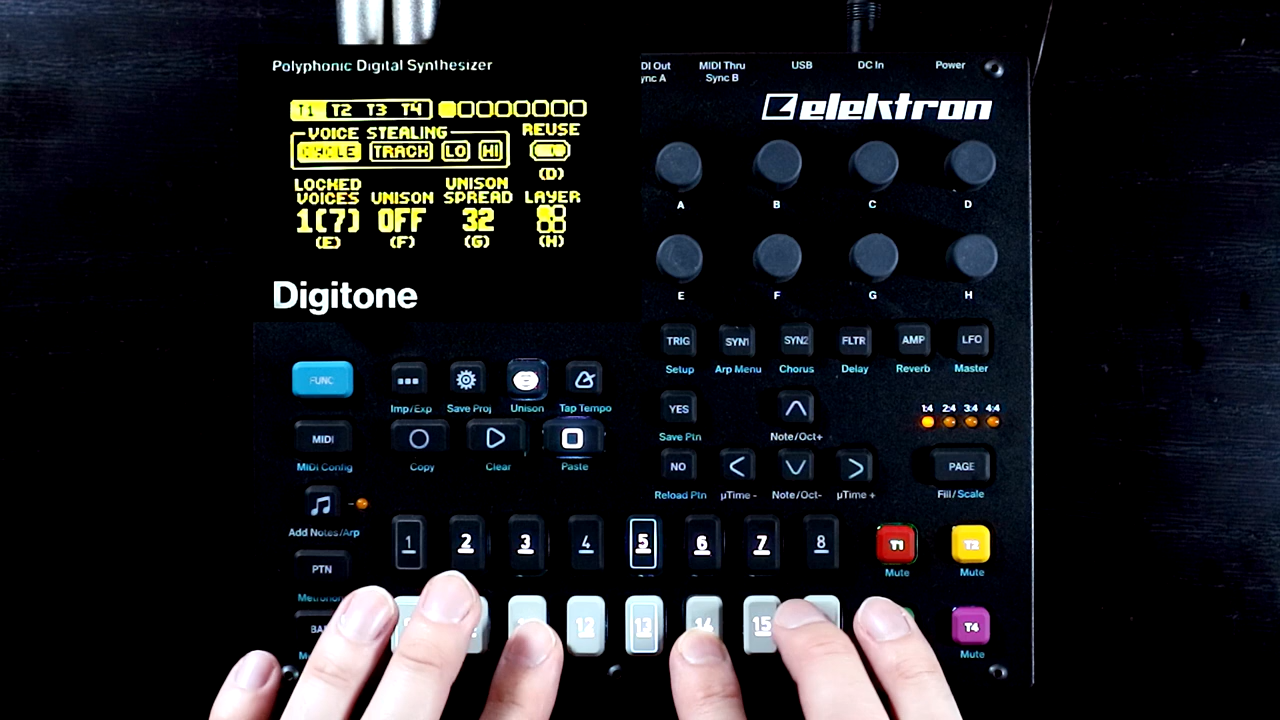 Polyphonic Digital Synthesizer
DI Out
ync A
MIDI Thru
Sync B
USB
DC In
Power
elektron
T1 T2 T3 T4
VOICE STEALING
CYCLE TRACK LO HI
REUSE
(D)
LOCKED
VOICES
1(7)
(E)
UNISON
OFF
(F)
UNISON
SPREAD
32
(G)
LAYER
(H)
Digitone
A B C D
E F G H
TRIG SYN1 SYN2 FLTR AMP LFO
Setup Arp Menu Chorus Delay Reverb Master
FUNC
Imp/Exp Save Proj Unison Tap Tempo
YES
Save Ptn
Note/Oct+
1:4 2:4 3:4 4:4
MIDI
MIDI Config
Copy Clear Paste
NO
Reload Ptn µTime - Note/Oct- µTime +
PAGE
Fill/Scale
Add Notes/Arp
PTN
1 2 3 4 5 6 7 8
T1 T2
Mute Mute
12 13 14 15
T4
Mute